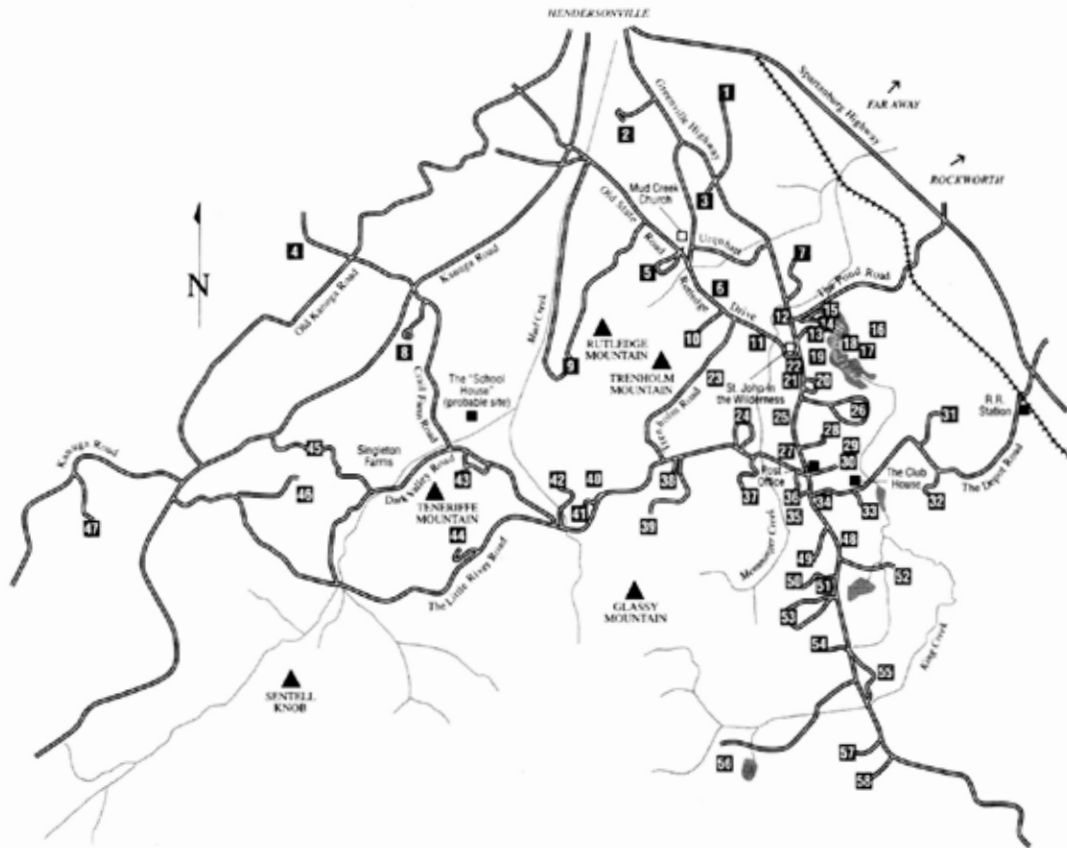 HENDERSONVILLE
Spartanburg Highway
FAR AWAY
ROCKWORTH
Greenville Highway
1
2
Mud Creek
Church
3
Old State
Road
Urquhart
4
N
Old Kanuga Road
Kanuga Road
Mud Creek
5
Rutledge
Drive
6
7
The Pond Road
8
9
10
11
12
13
14
15
16
17
18
19
20
21
22
23
RUTLEDGE
MOUNTAIN
TRENHOLM
MOUNTAIN
St. John in
the Wilderness
The "School
House"
(probable site)
Trenholm Road
24
25
26
27
28
29
30
31
R.R.
Station
Kanuga Road
45
Singleton
Farms
46
47
Dark Valley Road
43
TENERIFFE
MOUNTAIN
44
42
41
40
38
39
37
Post
Office
36
35
34
33
The Club
House
32
The Depot Road
The Little River Road
48
49
50
51
52
53
54
55
GLASSY
MOUNTAIN
King Creek
SENTELL
KNOB
56
57
58